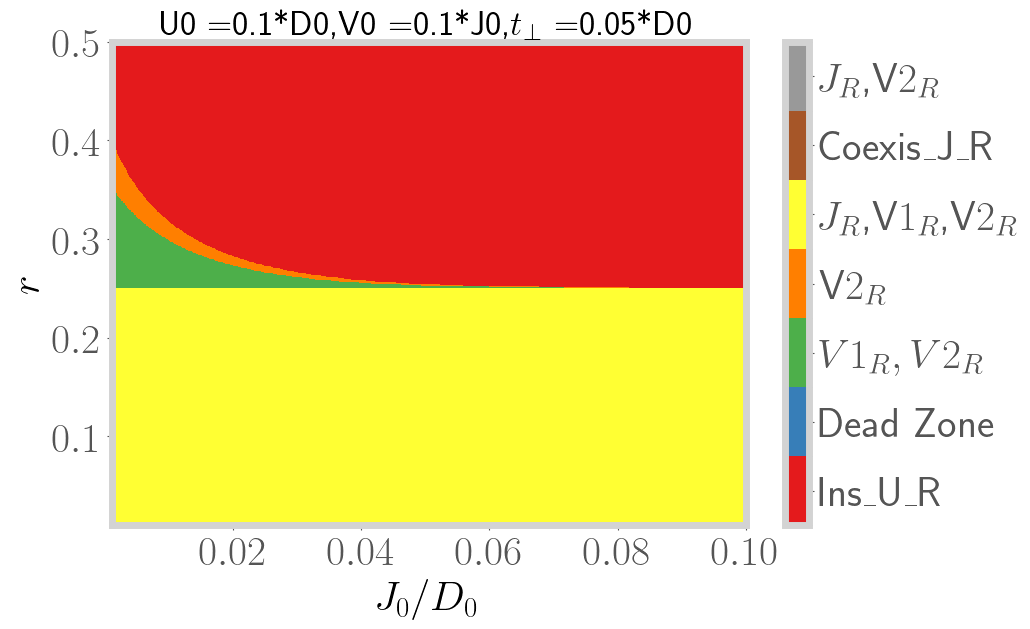 U0 =0.1*D0,V0 =0.1*J0,t⊥ =0.05*D0
0.5
0.4
0.3
0.2
0.1
r
0.02 0.04 0.06 0.08 0.10
J₀/D₀
J_R,V2_R
Coexis_J_R
J_R,V1_R,V2_R
V2_R
V1_R, V2_R
Dead Zone
Ins_U_R